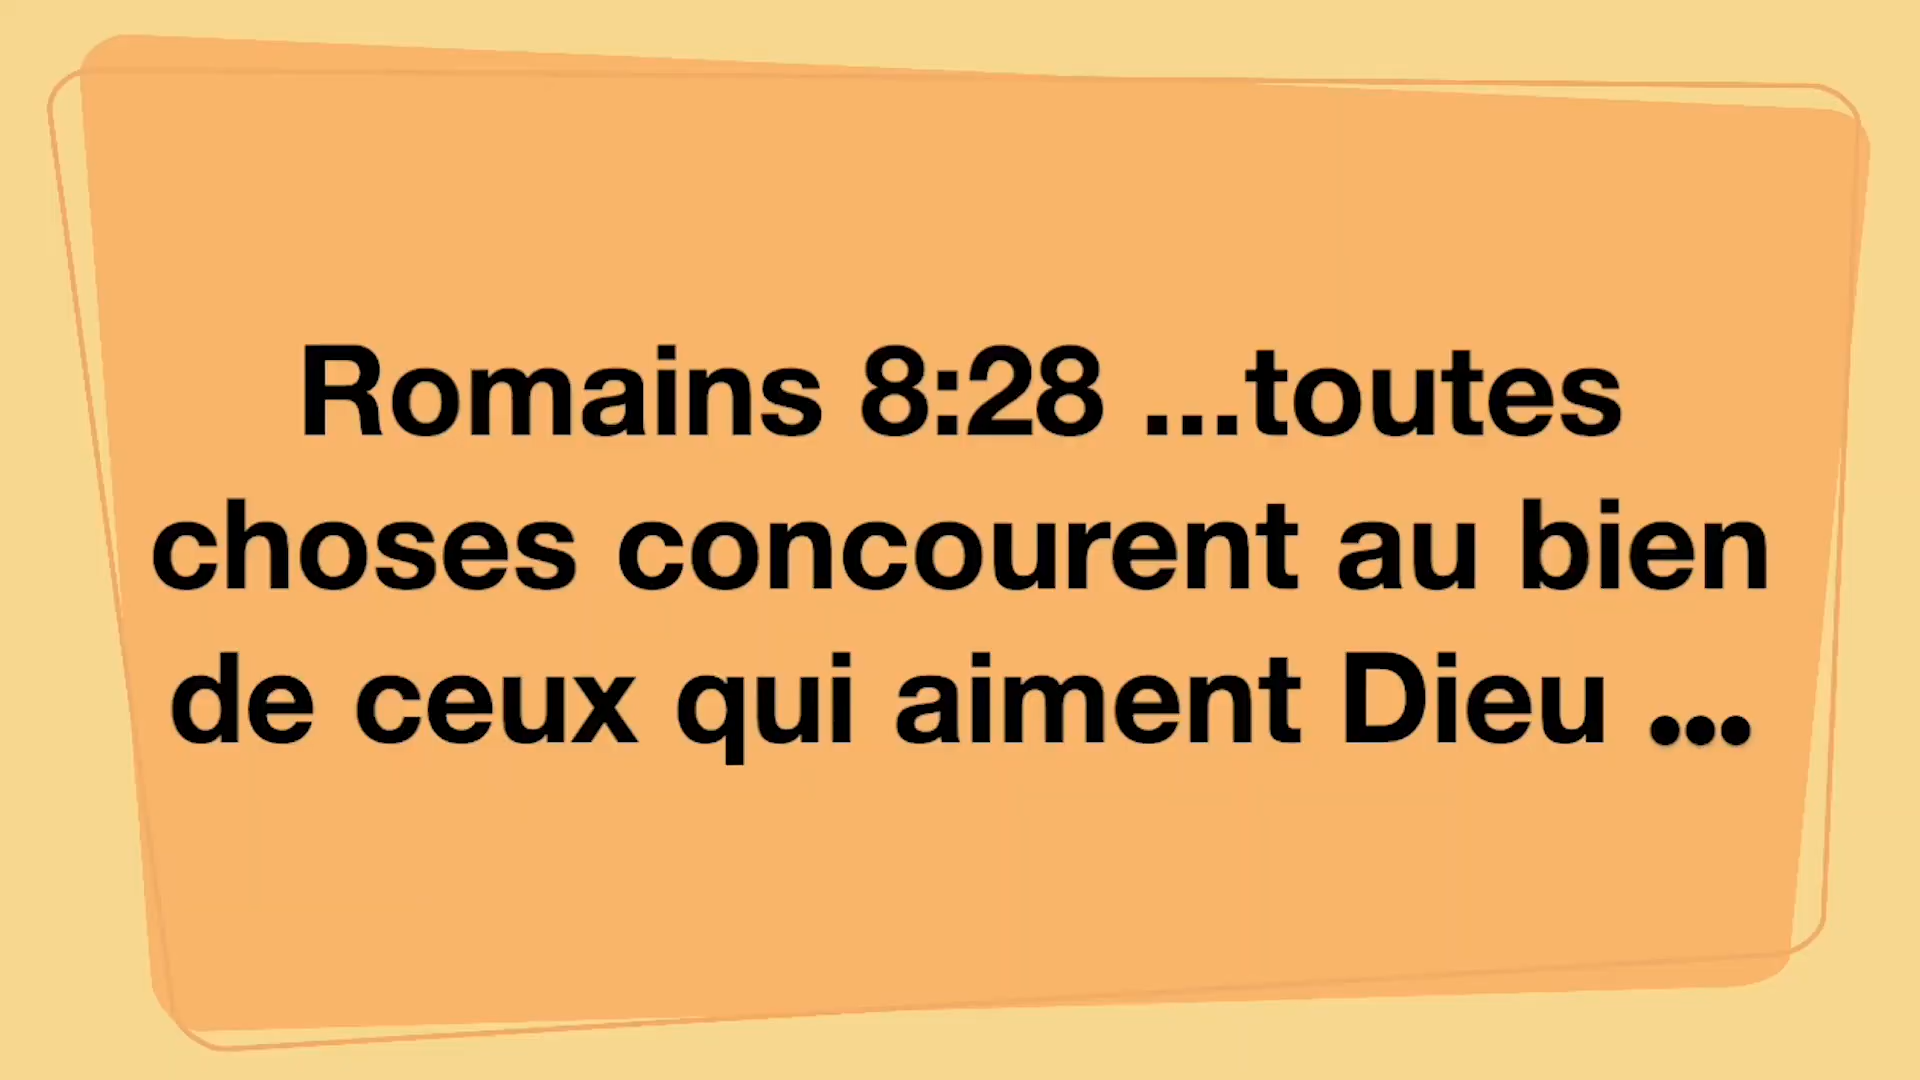 Romains 8:28 ...toutes
choses concourent au bien
de ceux qui aiment Dieu ...